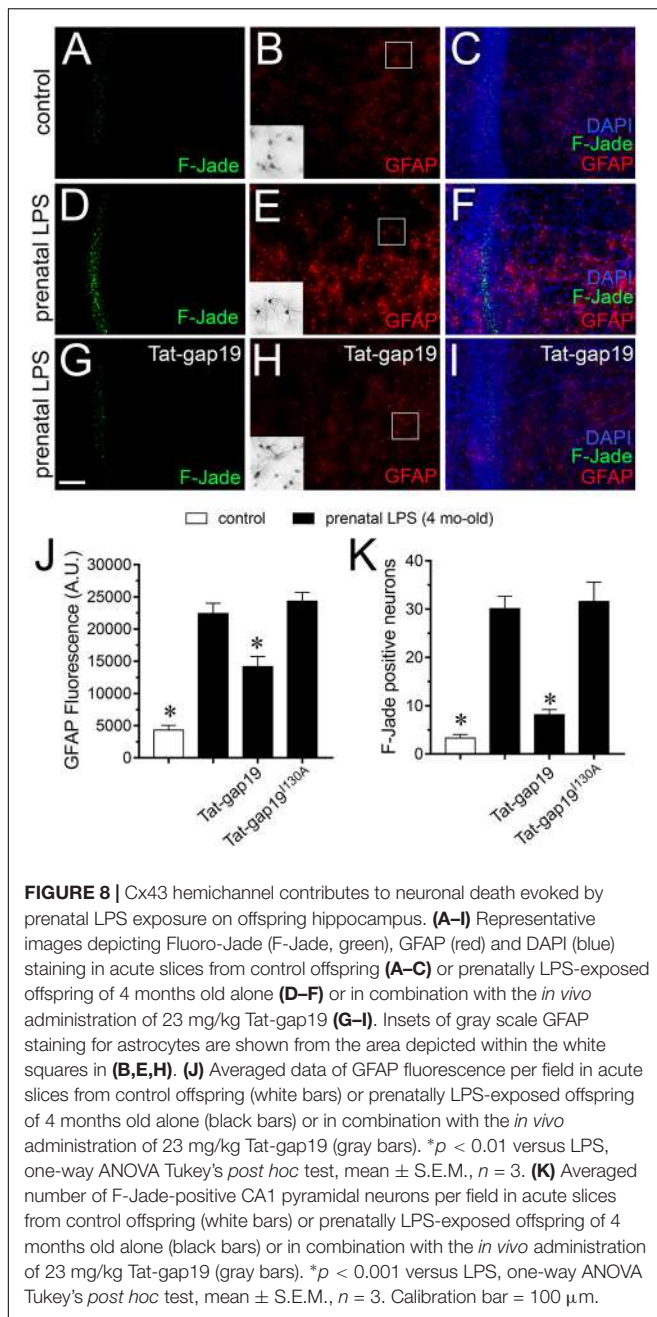 A
B
C
control
F-Jade
GFAP
DAPI
F-Jade
GFAP
D
E
F
prenatal LPS
F-Jade
GFAP
DAPI
F-Jade
GFAP
G
Tat-gap19
H
Tat-gap19
I
Tat-gap19
prenatal LPS
F-Jade
GFAP
DAPI
F-Jade
GFAP
control
prenatal LPS (4 mo-old)
J
GFAP Fluorescence (A.U.)
30000
25000
20000
15000
10000
5000
0
*
*
Tat-gap19
Tat-gap19I130A
K
F-Jade positive neurons
40
30
20
10
0
*
*
Tat-gap19
Tat-gap19I130A
FIGURE 8 | Cx43 hemichannel contributes to neuronal death evoked by
prenatal LPS exposure on offspring hippocampus. (A–I) Representative
images depicting Fluoro-Jade (F-Jade, green), GFAP (red) and DAPI (blue)
staining in acute slices from control offspring (A–C) or prenatally LPS-exposed
offspring of 4 months old alone (D–F) or in combination with the in vivo
administration of 23 mg/kg Tat-gap19 (G–I). Insets of gray scale GFAP
staining for astrocytes are shown from the area depicted within the white
squares in (B,E,H). (J) Averaged data of GFAP fluorescence per field in acute
slices from control offspring (white bars) or prenatally LPS-exposed offspring
of 4 months old alone (black bars) or in combination with the in vivo
administration of 23 mg/kg Tat-gap19 (gray bars). *p < 0.01 versus LPS,
one-way ANOVA Tukey's post hoc test, mean ± S.E.M., n = 3. (K) Averaged
number of F-Jade-positive CA1 pyramidal neurons per field in acute slices
from control offspring (white bars) or prenatally LPS-exposed offspring of 4
months old alone (black bars) or in combination with the in vivo administration
of 23 mg/kg Tat-gap19 (gray bars). *p < 0.001 versus LPS, one-way ANOVA
Tukey's post hoc test, mean ± S.E.M., n = 3. Calibration bar = 100 μm.